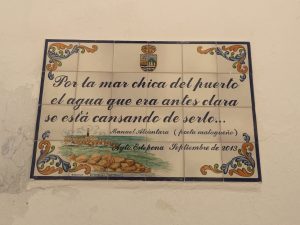 Por la mar chica del puerto
el agua que era antes clara
se está cansando de serlo...
Manuel Alcántara (poeta malagueño)
Ayto. Estepona Septiembre de 2013